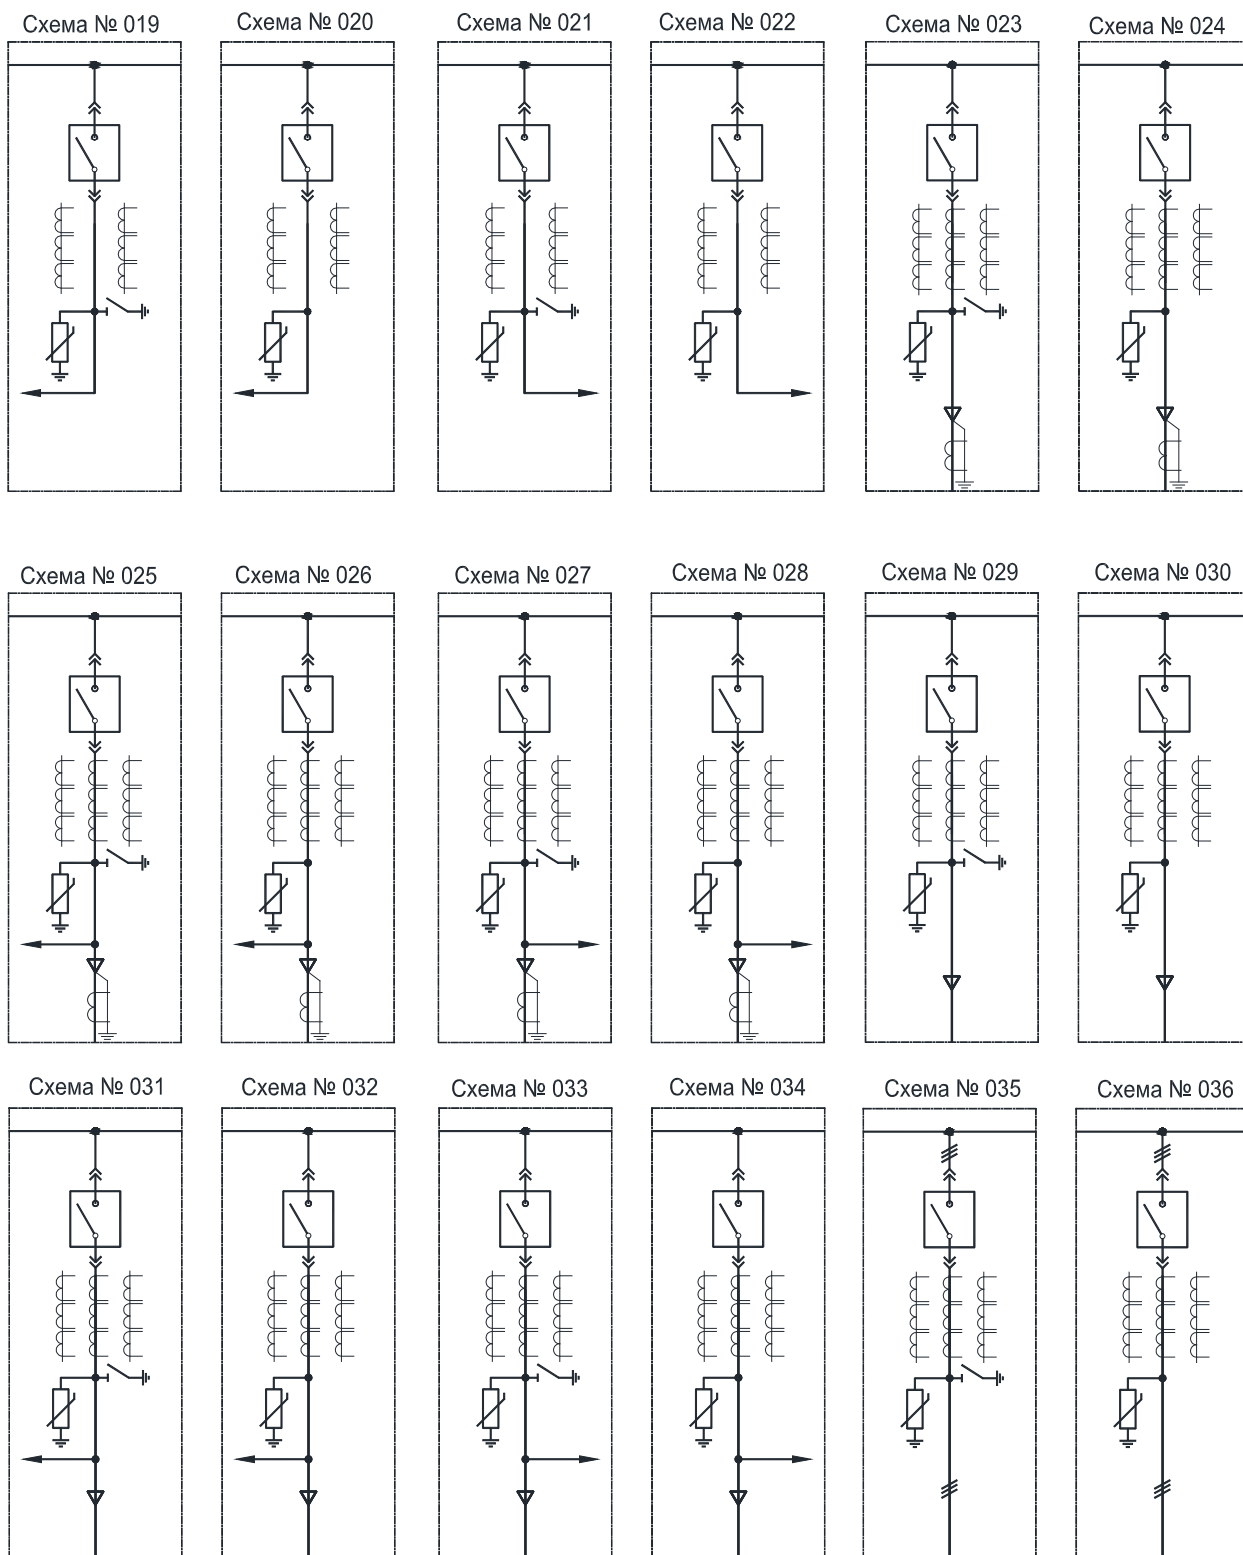 Схема № 019
Схема № 020
Схема № 021
Схема № 022
Схема № 023
Схема № 024
Схема № 025
Схема № 026
Схема № 027
Схема № 028
Схема № 029
Схема № 030
Схема № 031
Схема № 032
Схема № 033
Схема № 034
Схема № 035
Схема № 036